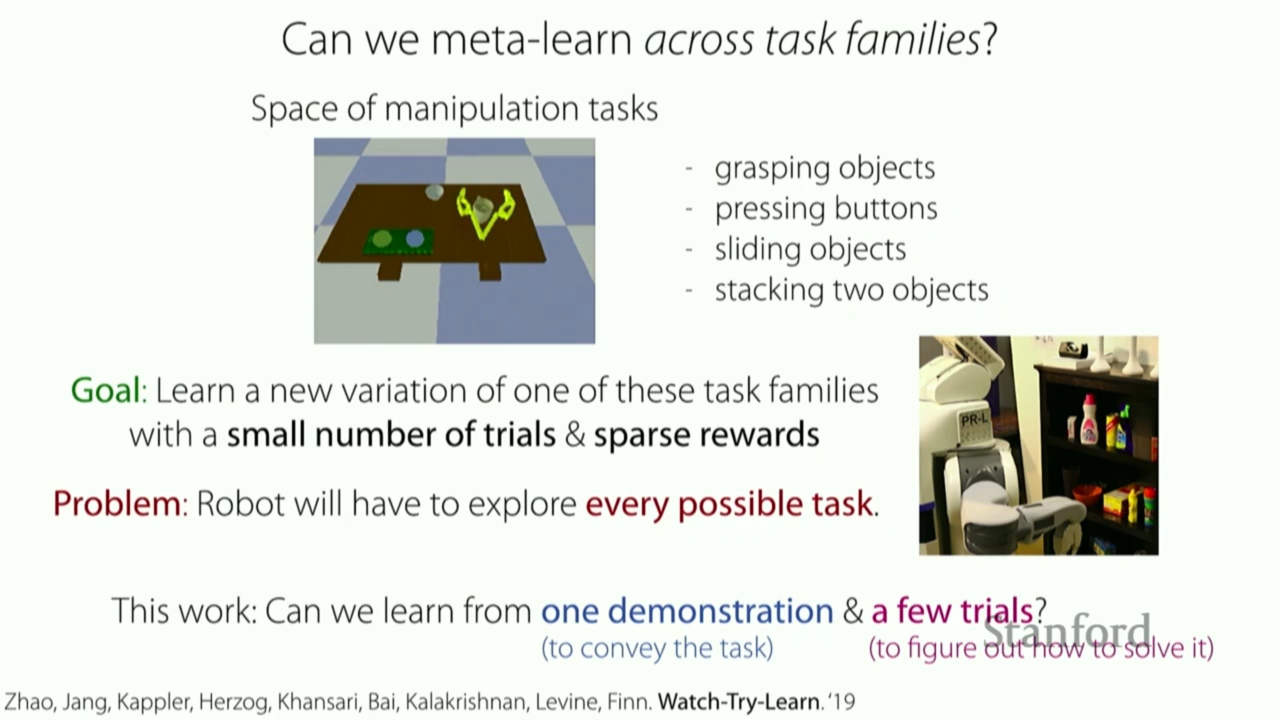 Can we meta-learn across task families?
Space of manipulation tasks
- grasping objects
- pressing buttons
- sliding objects
- stacking two objects
PR-L
Goal: Learn a new variation of one of these task families
with a small number of trials & sparse rewards
Problem: Robot will have to explore every possible task.
This work: Can we learn from one demonstration & a few trials?
(to convey the task) (to figure out how to solve it)
Stanford
Zhao, Jang, Kappler, Herzog, Khansari, Bai, Kalakrishnan, Levine, Finn. Watch-Try-Learn. ‘19